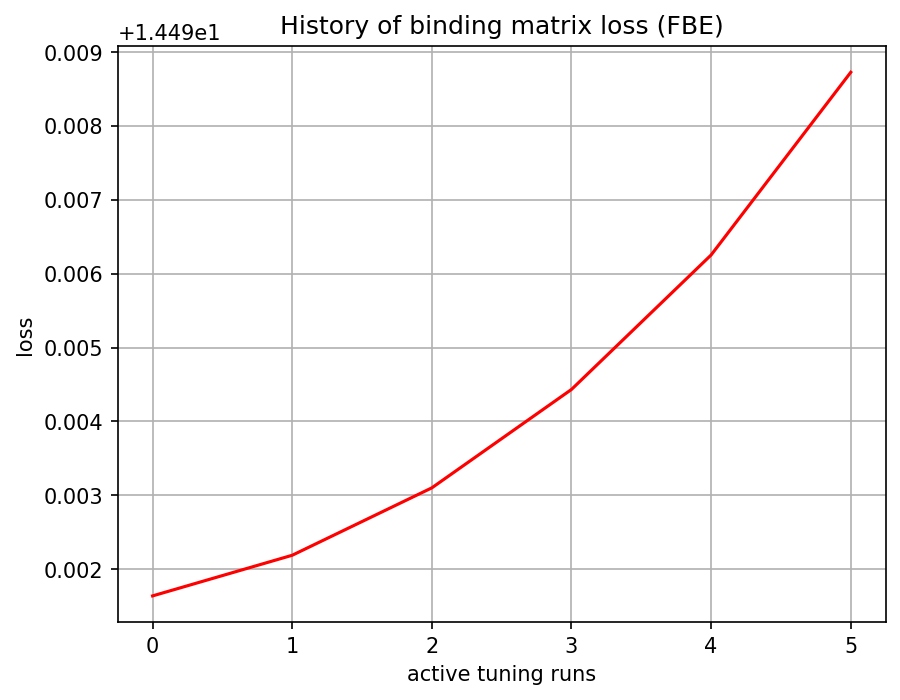 History of binding matrix loss (FBE)
+1.449e1
0.009
0.008
0.007
0.006
0.005
0.004
0.003
0.002
loss
0 1 2 3 4 5
active tuning runs